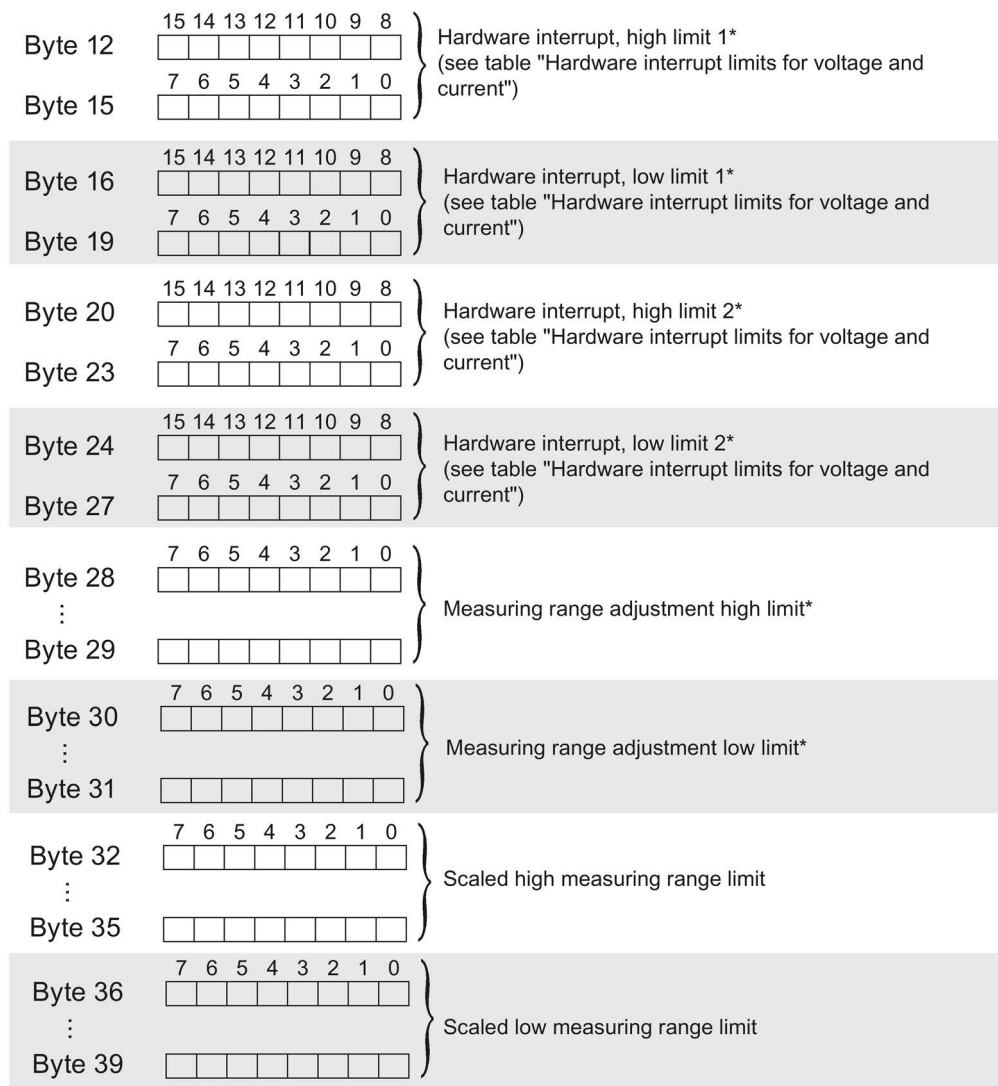 15 14 13 12 11 10 9 8
Byte 12
7 6 5 4 3 2 1 0
Byte 15
Hardware interrupt, high limit 1*
(see table "Hardware interrupt limits for voltage and
current")
15 14 13 12 11 10 9 8
Byte 16
7 6 5 4 3 2 1 0
Byte 19
Hardware interrupt, low limit 1*
(see table "Hardware interrupt limits for voltage and
current")
15 14 13 12 11 10 9 8
Byte 20
7 6 5 4 3 2 1 0
Byte 23
Hardware interrupt, high limit 2*
(see table "Hardware interrupt limits for voltage and
current")
15 14 13 12 11 10 9 8
Byte 24
7 6 5 4 3 2 1 0
Byte 27
Hardware interrupt, low limit 2*
(see table "Hardware interrupt limits for voltage and
current")
7 6 5 4 3 2 1 0
Byte 28
⋮
Byte 29
Measuring range adjustment high limit*
7 6 5 4 3 2 1 0
Byte 30
⋮
Byte 31
Measuring range adjustment low limit*
7 6 5 4 3 2 1 0
Byte 32
⋮
Byte 35
Scaled high measuring range limit
7 6 5 4 3 2 1 0
Byte 36
⋮
Byte 39
Scaled low measuring range limit